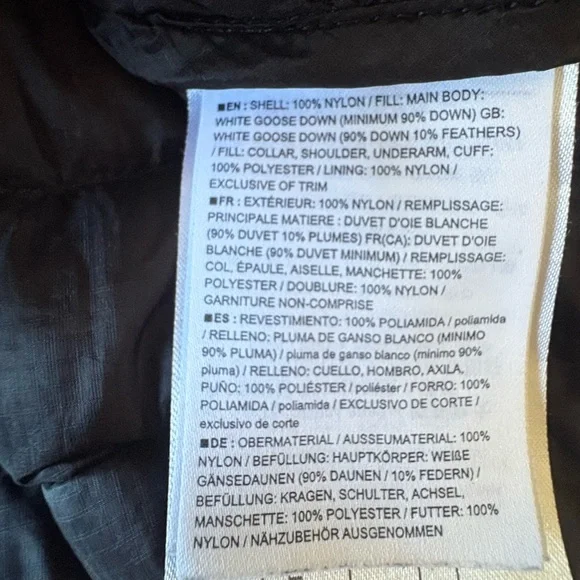 ■EN : SHELL: 100% NYLON / FILL: MAIN BODY:
WHITE GOOSE DOWN (MINIMUM 90% DOWN) GB:
WHITE GOOSE DOWN (90% DOWN 10% FEATHERS)
/ FILL: COLLAR, SHOULDER, UNDERARM, CUFF:
100% POLYESTER / LINING: 100% NYLON /
EXCLUSIVE OF TRIM
■FR : EXTÉRIEUR: 100% NYLON / REMPLISSAGE:
PRINCIPALE MATIERE : DUVET D'OIE BLANCHE
(90% DUVET 10% PLUMES) FR(CA): DUVET D'OIE
BLANCHE (90% DUVET MINIMUM) / REMPLISSAGE:
COL, ÉPAULE, AISELLE, MANCHETTE: 100%
POLYESTER / DOUBLURE: 100% NYLON /
GARNITURE NON-COMPRISE
■ES : REVESTIMIENTO: 100% POLIAMIDA / poliamida
/ RELLENO: PLUMA DE GANSO BLANCO (MINIMO
90% PLUMA) / pluma de ganso blanco (minimo 90%
pluma) / RELLENO: CUELLO, HOMBRO, AXILA,
PUÑO: 100% POLIÉSTER / poliéster / FORRO: 100%
POLIAMIDA / poliamida / EXCLUSIVO DE CORTE /
exclusivo de corte
■DE : OBERMATERIAL / AUSSEUMATERIAL: 100%
NYLON / BEFÜLLUNG: HAUPTKÖRPER: WEIßE
GÄNSEDAUNEN (90% DAUNEN / 10% FEDERN) /
BEFÜLLUNG: KRAGEN, SCHULTER, ACHSEL,
MANSCHETTE: 100% POLYESTER / FUTTER: 100%
NYLON / NÄHZUBEHÖR AUSGENOMMEN